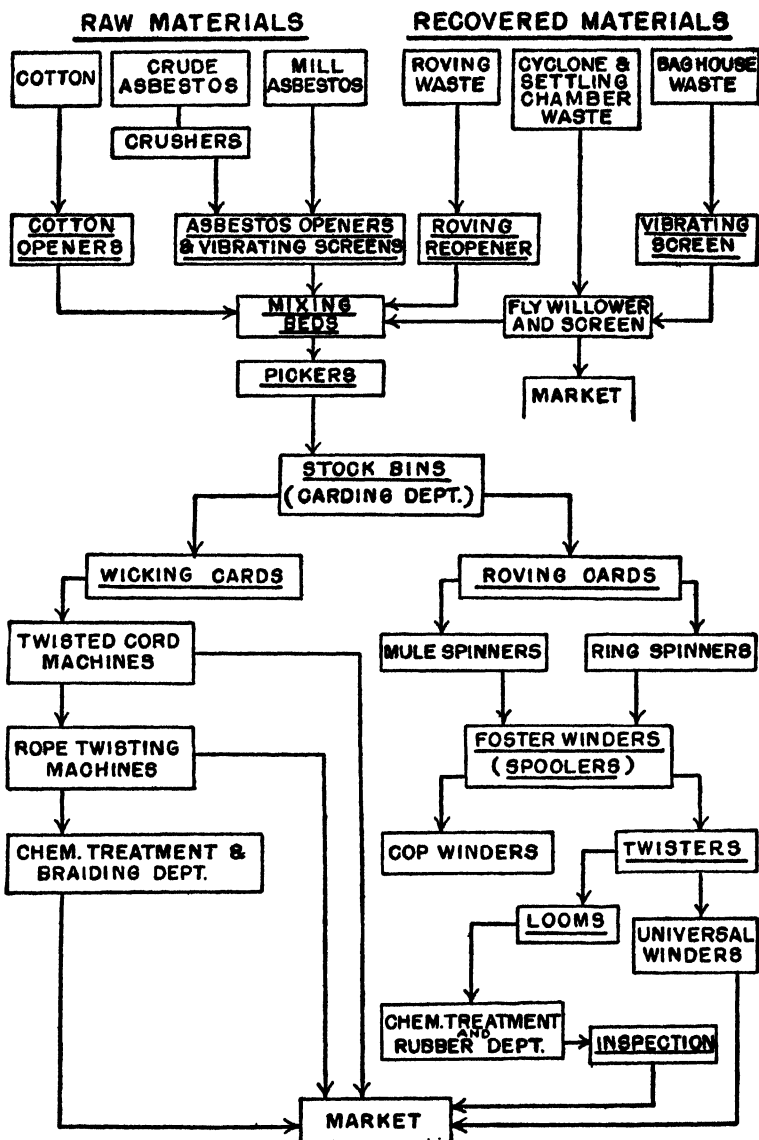 RAW MATERIALS
RECOVERED MATERIALS
COTTON
CRUDE
ASBESTOS
MILL
ASBESTOS
ROVING
WASTE
CYCLONE &
SETTLING
CHAMBER
WASTE
BAG HOUSE
WASTE
CRUSHERS
COTTON
OPENERS
ASBESTOS OPENERS
& VIBRATING SCREENS
ROVING
REOPENER
VIBRATING
SCREEN
MIXING
BEDS
FLY WILLOWER
AND SCREEN
PICKERS
MARKET
STOCK BINS
(CARDING DEPT.)
WICKING CARDS
ROVING CARDS
TWISTED CORD
MACHINES
MULE SPINNERS
RING SPINNERS
ROPE TWISTING
MACHINES
FOSTER WINDERS
(SPOOLERS)
CHEM. TREATMENT &
BRAIDING DEPT.
COP WINDERS
TWISTERS
LOOMS
UNIVERSAL
WINDERS
CHEM. TREATMENT
AND
RUBBER DEPT.
INSPECTION
MARKET